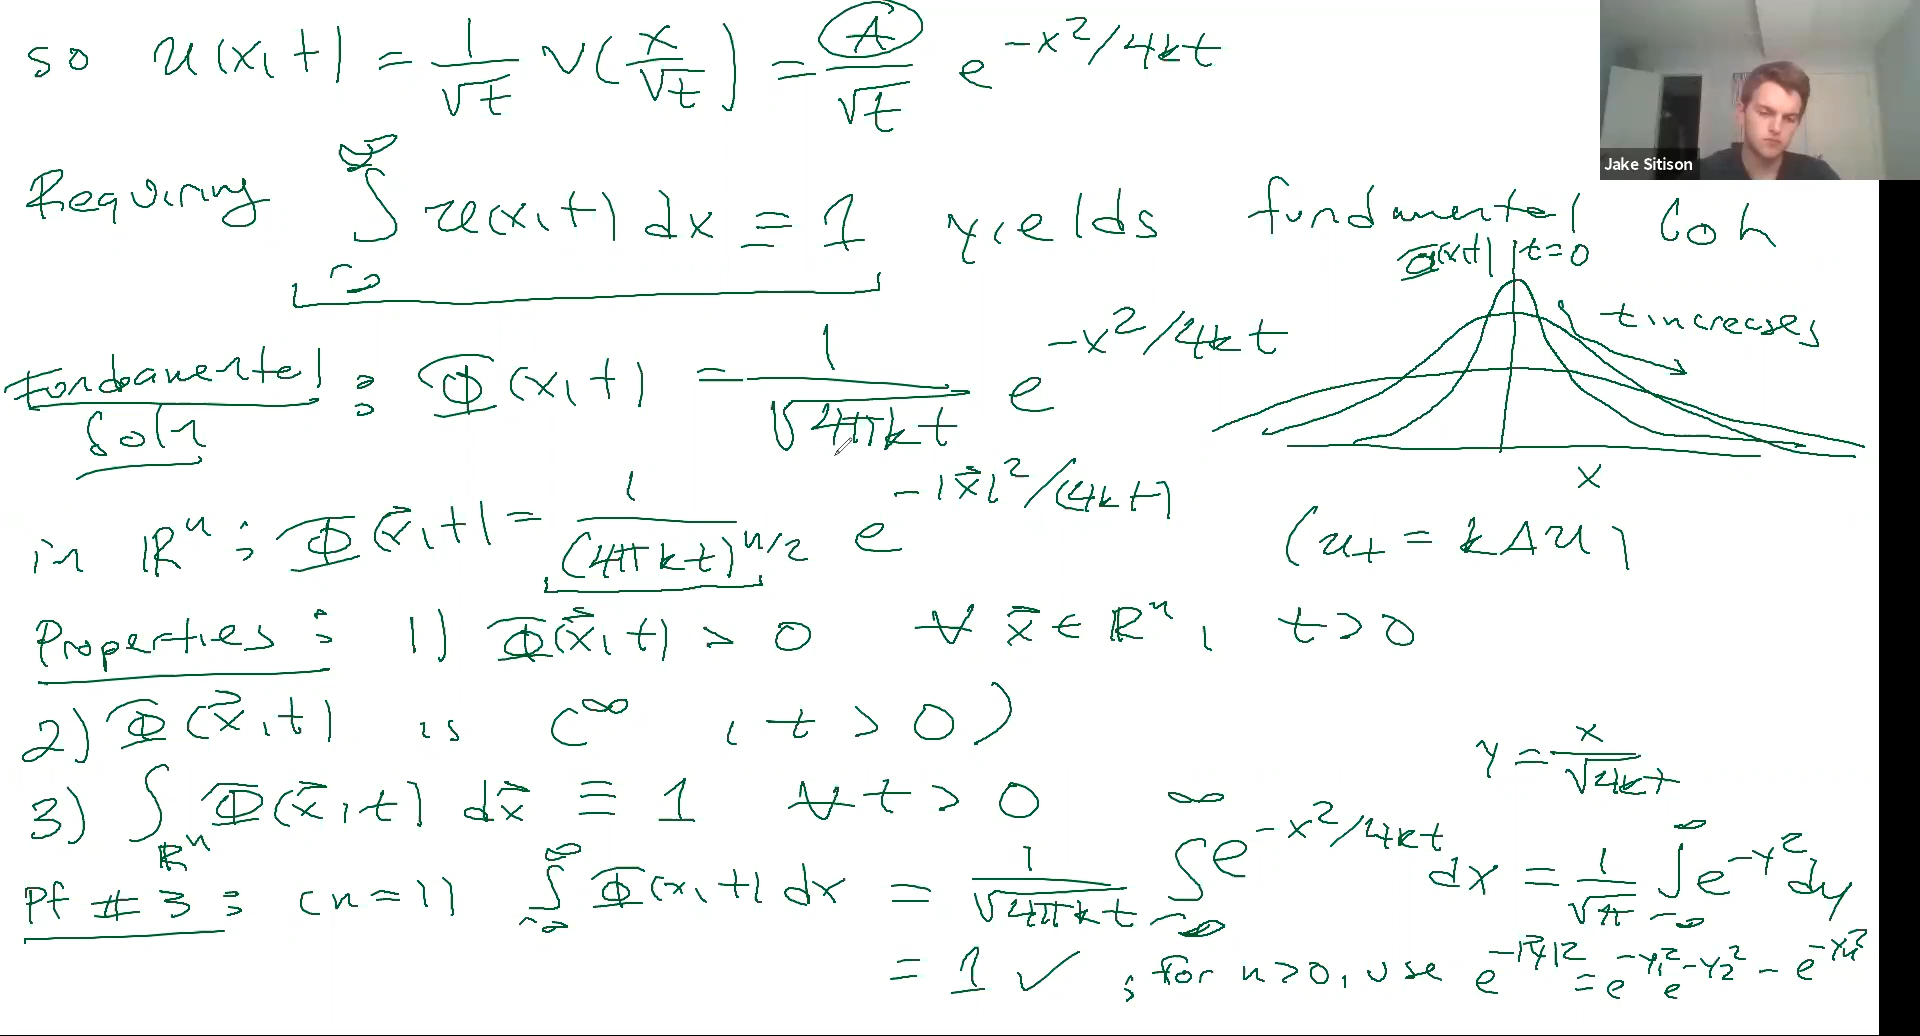 so u(x,t) = 1/√t v(x/√t) = A/√t e^{-x²/4kt}
Jake Sitison
Requiring ∫_{-∞}^{∞} u(x,t) dx = 1 yields fundamental soln
Φ(x,t) t=0
t increases
Fundamental Soln : Φ(x,t) = 1/√(4πkt) e^{-x²/4kt}
x
in ℝⁿ : Φ(x⃗,t) = 1/(4πkt)^{n/2} e^{-|x⃗|²/(4kt)} (u_t = kΔu)
Properties : 1) Φ(x⃗,t) > 0 ∀ x⃗ ∈ ℝⁿ, t > 0
2) Φ(x⃗,t) is C^∞, t > 0)
y = x/√4kt
3) ∫_{ℝⁿ} Φ(x⃗,t) dx⃗ ≡ 1 ∀ t > 0
Pf #3 : (n=1) ∫_{-∞}^{∞} Φ(x,t) dx = 1/√(4πkt) ∫_{-∞}^{∞} e^{-x²/4kt} dx = 1/√π ∫_{-∞}^{∞} e^{-y²} dy
= 1 ✓ ; for n>0, use e^{-|y⃗|²} = e^{-y₁²} e^{-y₂²} - e^{-yₙ²}